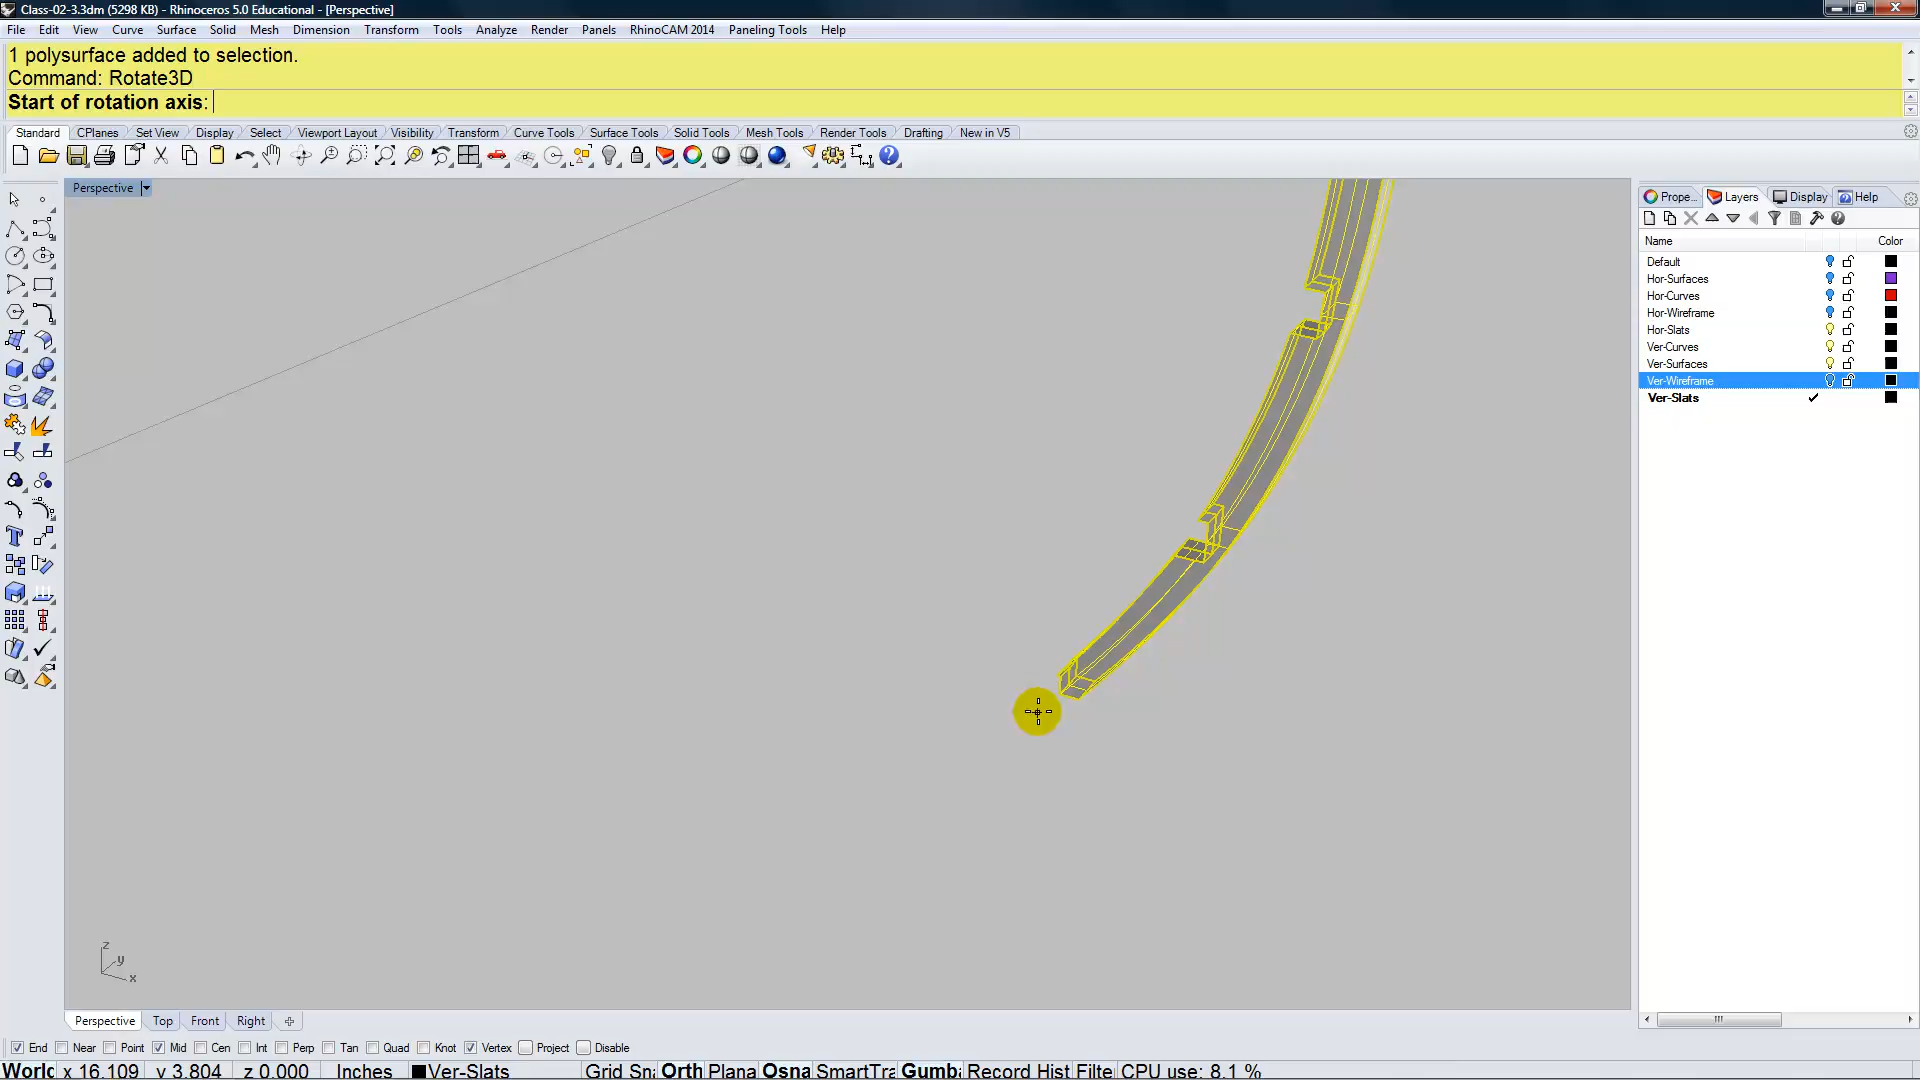 Class-02-3.3dm (5298 KB) - Rhinoceros 5.0 Educational - [Perspective]
File Edit View Curve Surface Solid Mesh Dimension Transform Tools Analyze Render Panels RhinoCAM 2014 Paneling Tools Help
1 polysurface added to selection.
Command: Rotate3D
Start of rotation axis:
Standard CPlanes Set View Display Select Viewport Layout Visibility Transform Curve Tools Surface Tools Solid Tools Mesh Tools Render Tools Drafting New in V5
Perspective
Prope... Layers Display Help
Name Color
Default
Hor-Surfaces
Hor-Curves
Hor-Wireframe
Hor-Slats
Ver-Curves
Ver-Surfaces
Ver-Wireframe
Ver-Slats
z
y
x
Perspective Top Front Right
End Near Point Mid Cen Int Perp Tan Quad Knot Vertex Project Disable
Worlc x 16.109 y 3.804 z 0.000 Inches Ver-Slats Grid Sn Orth Plana Osna SmartTra Gumb Record Hist Filte CPU use: 8.1 %